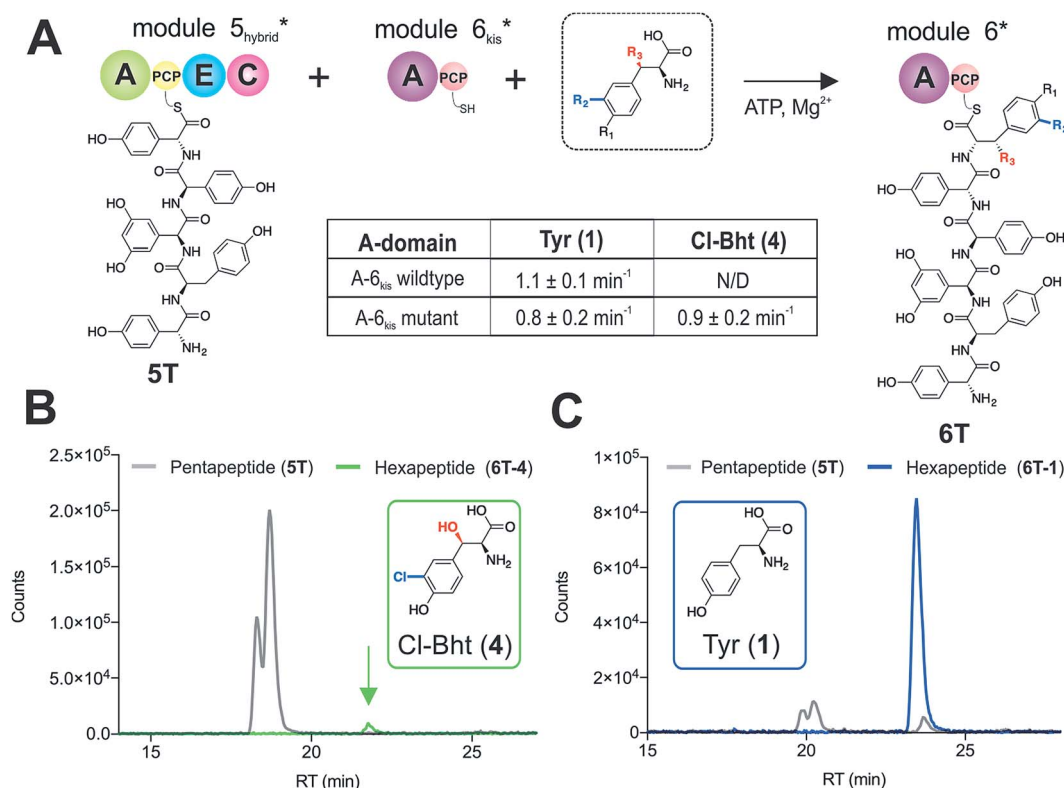 A
module 5hybrid*
module 6kis*
module 6*
A PCP E C
+
A PCP
+
A PCP
SH
S
S
HO
O
R3
NH2
R2
R1
ATP, Mg2+
R1
R2
O
HN
R3
O
HO
O
NH
O
OH
HO
O
NH
HO
OH
O
NH
O
NH
HO
O
NH2
5T
A-domain Tyr (1) Cl-Bht (4)
A-6kis wildtype 1.1 ± 0.1 min-1 N/D
A-6kis mutant 0.8 ± 0.2 min-1 0.9 ± 0.2 min-1
HO
O
NH
O
OH
HO
O
NH
HO
OH
O
NH
O
HN
HO
O
NH2
6T
B
2.5×10⁵
2.0×10⁵
1.5×10⁵
1.0×10⁵
5.0×10⁴
0.0
Counts
Pentapeptide (5T) Hexapeptide (6T-4)
HO
HO
O
NH2
Cl
HO
Cl-Bht (4)
15 20 25
RT (min)
C
1×10⁵
8×10⁴
6×10⁴
4×10⁴
2×10⁴
0
Counts
Pentapeptide (5T) Hexapeptide (6T-1)
HO
O
NH2
HO
Tyr (1)
15 20 25
RT (min)